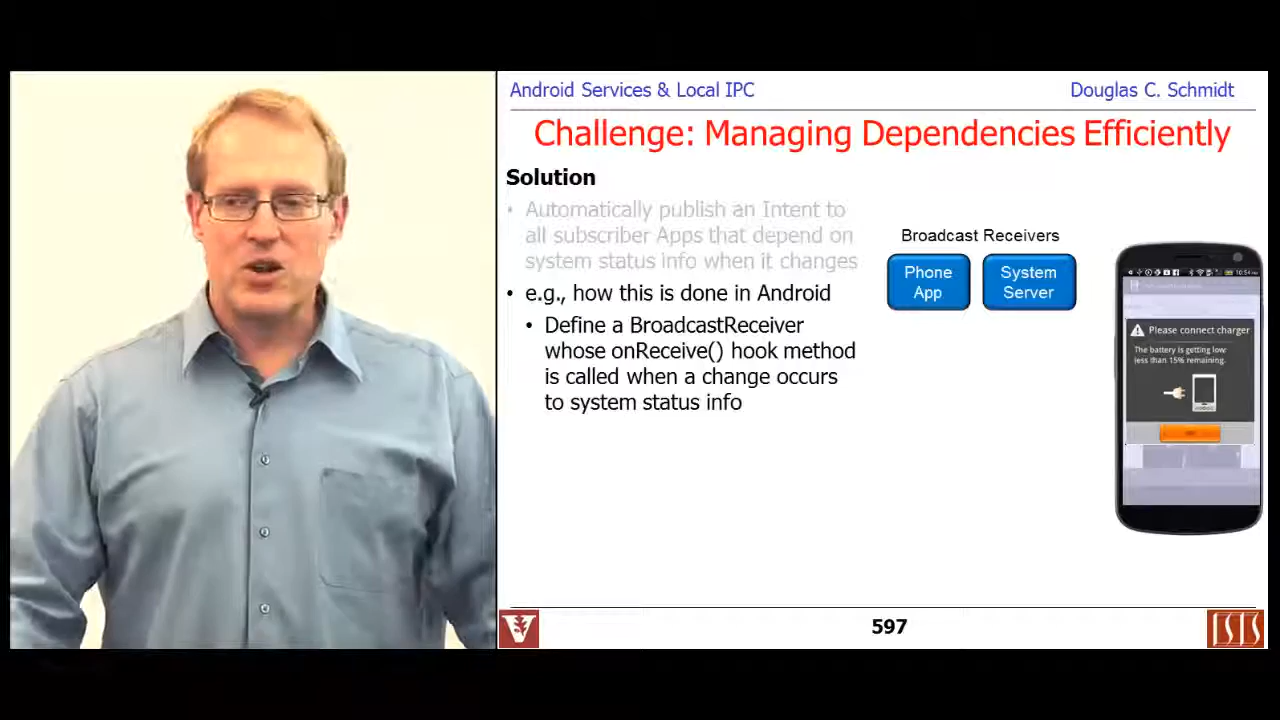 Android Services & Local IPC
Douglas C. Schmidt
Challenge: Managing Dependencies Efficiently
Solution
• Automatically publish an Intent to
all subscriber Apps that depend on
system status info when it changes
• e.g., how this is done in Android
• Define a BroadcastReceiver
whose onReceive() hook method
is called when a change occurs
to system status info
Broadcast Receivers
Phone
App
System
Server
Please connect charger
The battery is getting low:
less than 15% remaining.
597
V
ISIS